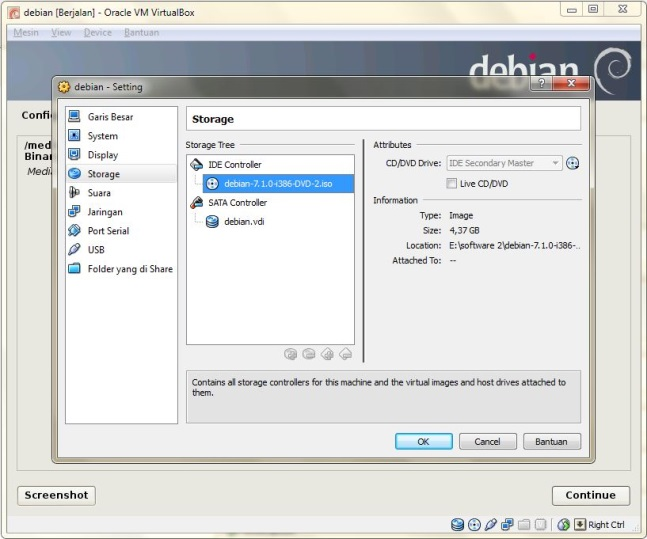 debian [Berjalan] - Oracle VM VirtualBox
Mesin View Device Bantuan
debian
debian - Setting
Garis Besar
System
Display
Storage
Suara
Jaringan
Port Serial
USB
Folder yang di Share
Storage
Storage Tree
IDE Controller
debian-7.1.0-i386-DVD-2.iso
SATA Controller
debian.vdi
Attributes
CD/DVD Drive: IDE Secondary Master
Live CD/DVD
Information
Type: Image
Size: 4,37 GB
Location: E:\software 2\debian-7.1.0-i386-..
Attached To: --
Contains all storage controllers for this machine and the virtual images and host drives attached to
them.
OK Cancel Bantuan
Screenshot Continue
Right Ctrl